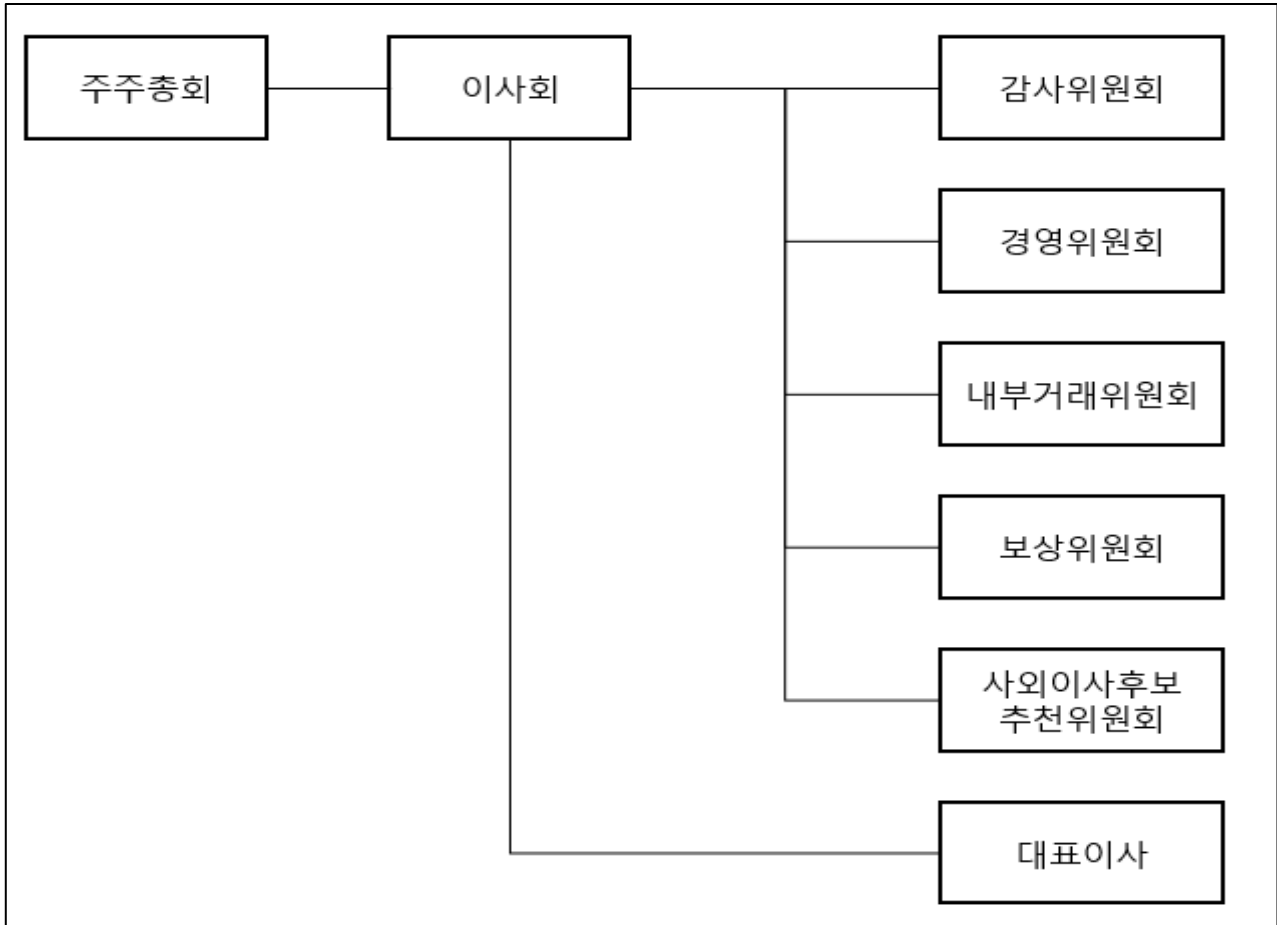 주주총회
이사회
감사위원회
경영위원회
내부거래위원회
보상위원회
사외이사후보
추천위원회
대표이사